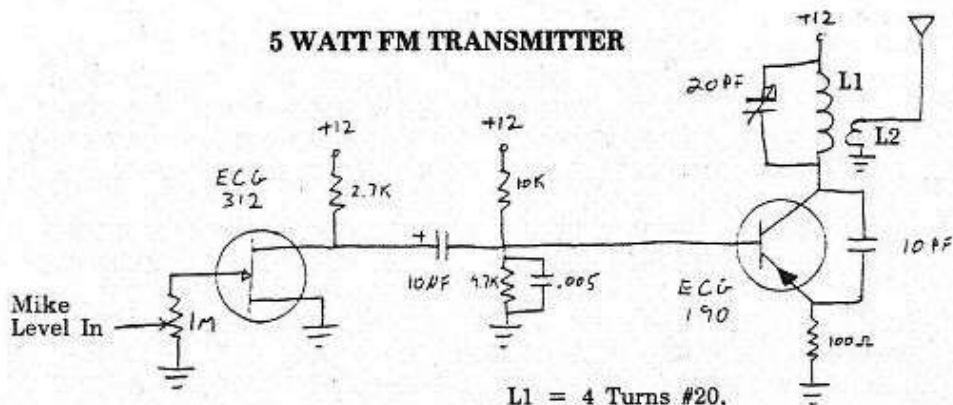 5 WATT FM TRANSMITTER
+12
20PF
L1
L2
+12
+12
ECG
312
2.7K
10K
+
10µF
4.7K
.005
10PF
ECG
190
100Ω
Mike
Level In
1M
L1 = 4 Turns #20,